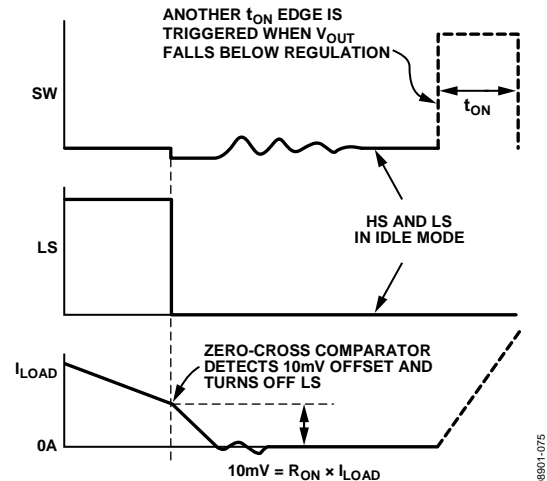 ANOTHER tON EDGE IS
TRIGGERED WHEN VOUT
FALLS BELOW REGULATION
SW
tON
HS AND LS
IN IDLE MODE
LS
ZERO-CROSS COMPARATOR
DETECTS 10mV OFFSET AND
TURNS OFF LS
ILOAD
0A
10mV = RON × ILOAD
08901-075